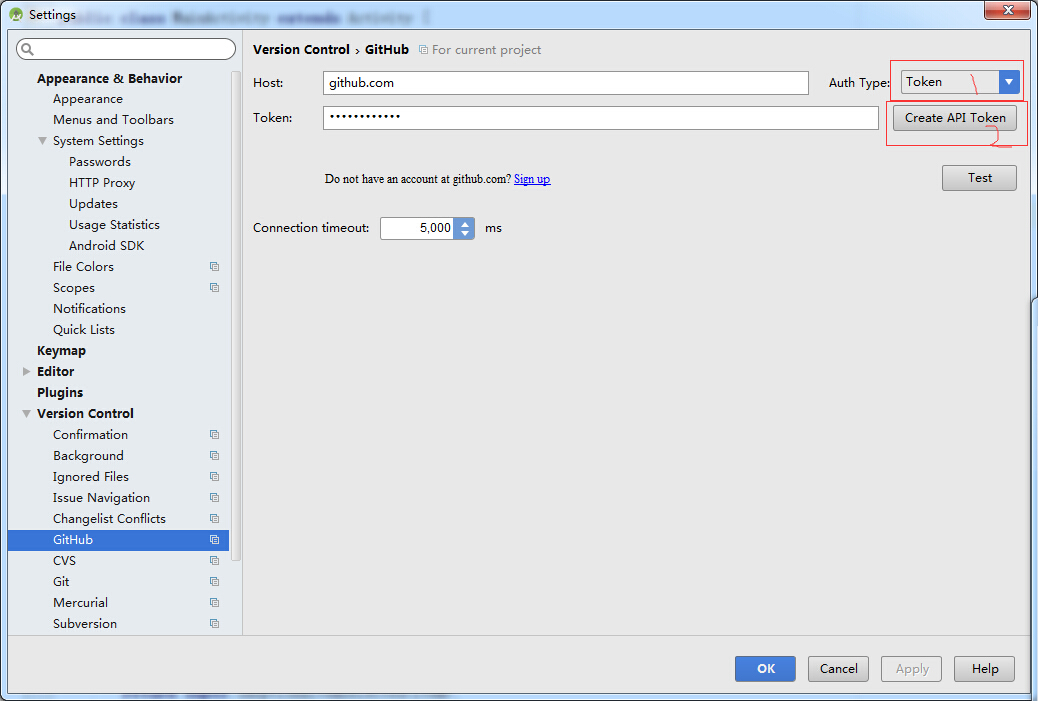 Settings
Version Control › GitHub For current project
Host: github.com Auth Type: Token 1
Token: •••••••••••• Create API Token 2
Do not have an account at github.com? Sign up
Test
Connection timeout: 5,000 ms
Appearance & Behavior
Appearance
Menus and Toolbars
System Settings
Passwords
HTTP Proxy
Updates
Usage Statistics
Android SDK
File Colors
Scopes
Notifications
Quick Lists
Keymap
Editor
Plugins
Version Control
Confirmation
Background
Ignored Files
Issue Navigation
Changelist Conflicts
GitHub
CVS
Git
Mercurial
Subversion
OK Cancel Apply Help